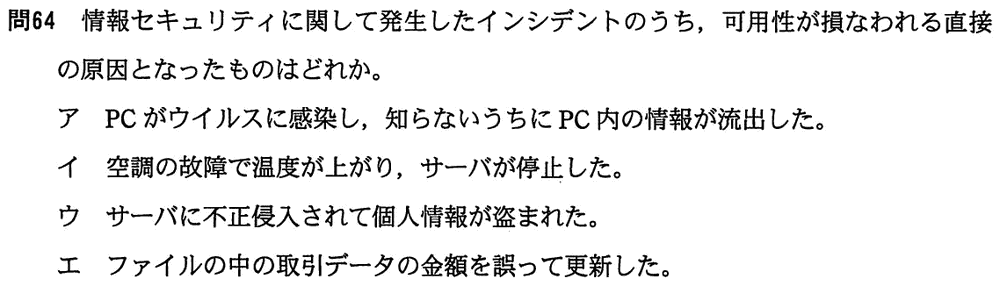 問64 情報セキュリティに関して発生したインシデントのうち，可用性が損なわれる直接
の原因となったものはどれか。
ア PCがウイルスに感染し，知らないうちにPC内の情報が流出した。
イ 空調の故障で温度が上がり，サーバが停止した。
ウ サーバに不正侵入されて個人情報が盗まれた。
エ ファイルの中の取引データの金額を誤って更新した。